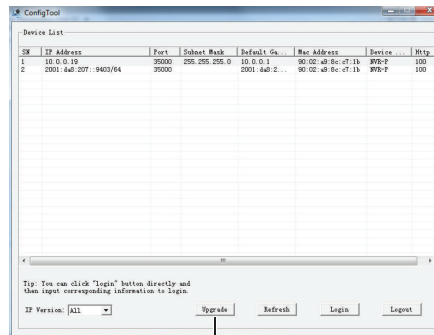 ConfigTool
Device List
SN IP Address Port Subnet Mask Default Ga... Mac Address Device ... Http
1 10.0.0.19 35000 255.255.255.0 10.0.0.1 90:02:a9:8c:c7:1b NVR-P 100
2 2001:da8:207::9403/64 35000 2001:da8:2... 90:02:a9:8c:c7:1b NVR-P 100
Tip: You can click "login" button directly and
then input corresponding information to login.
IP Version: All Upgrade Refresh Login Logout